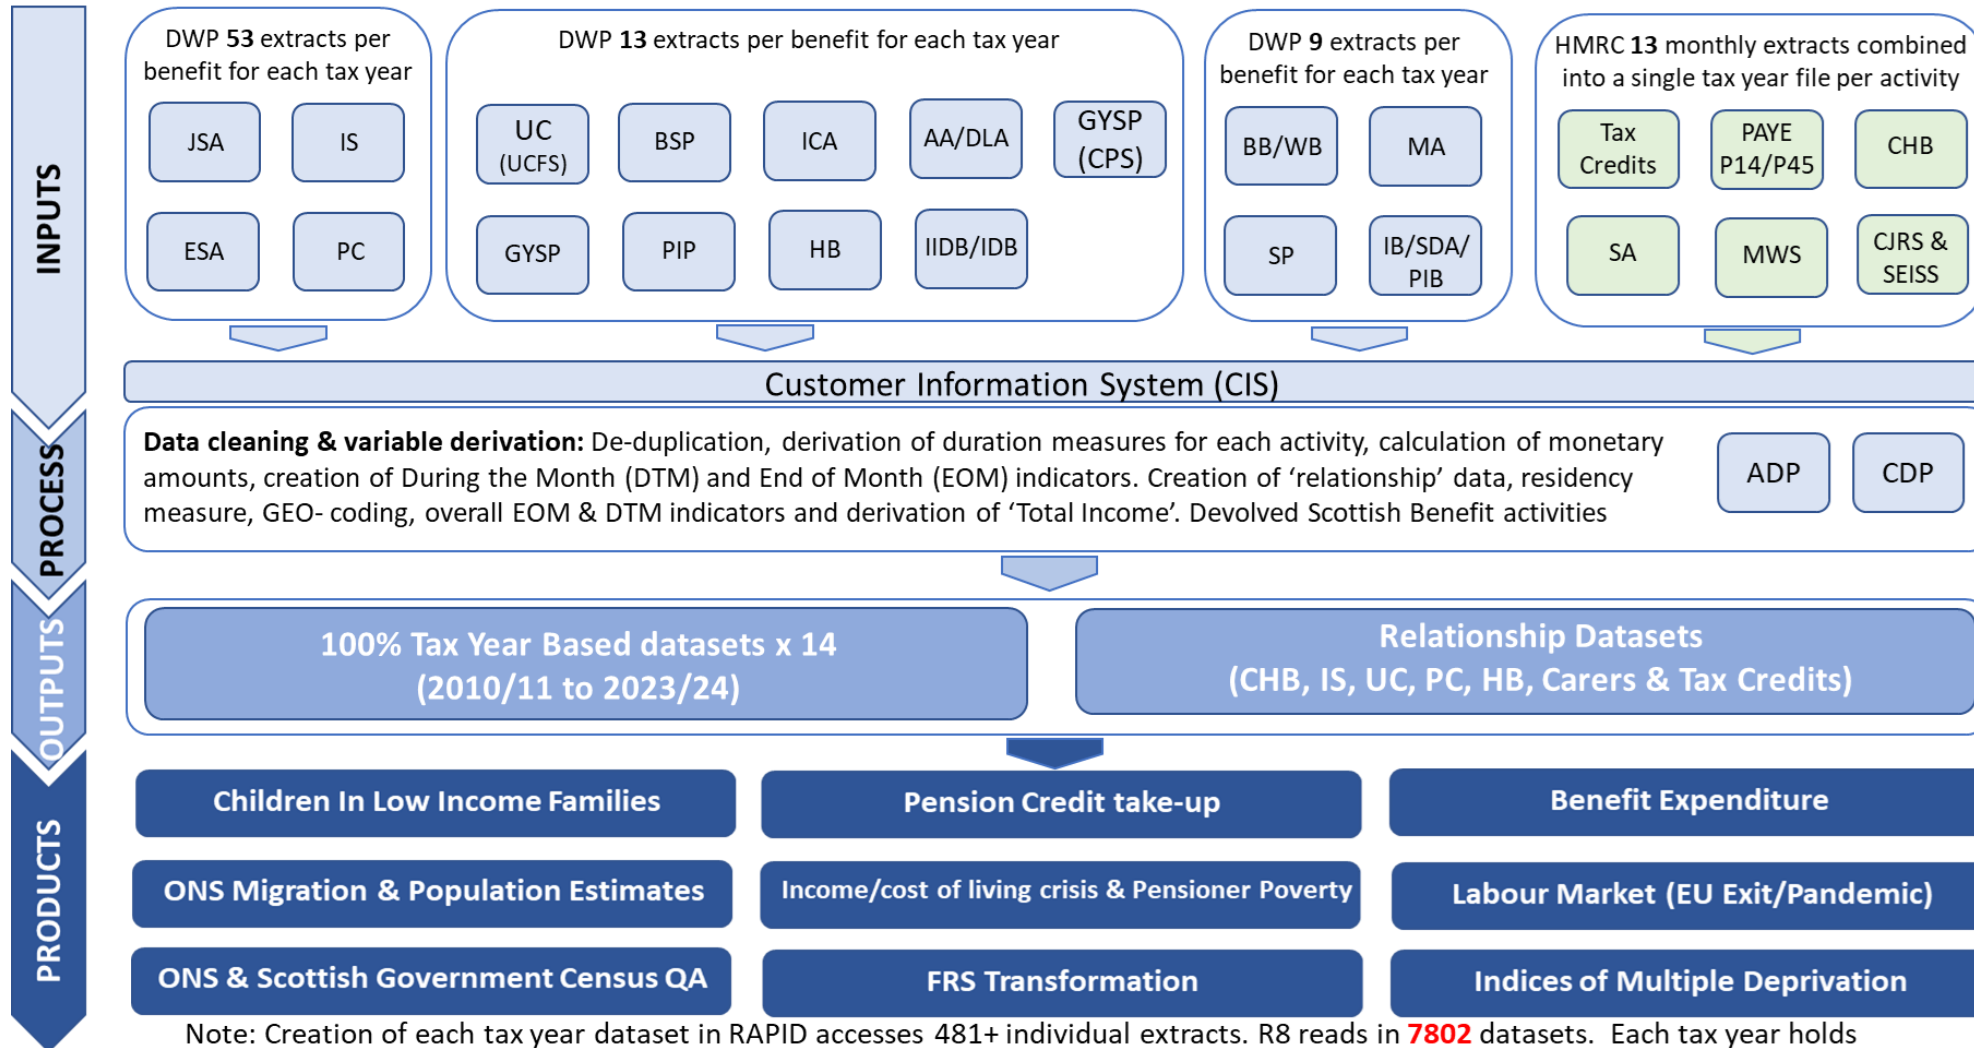 INPUTS
DWP 53 extracts per
benefit for each tax year
JSA
IS
ESA
PC
DWP 13 extracts per benefit for each tax year
UC
(UCFS)
BSP
ICA
AA/DLA
GYSP
(CPS)
GYSP
PIP
HB
IIDB/IDB
DWP 9 extracts per
benefit for each tax year
BB/WB
MA
SP
IB/SDA/
PIB
HMRC 13 monthly extracts combined
into a single tax year file per activity
Tax
Credits
PAYE
P14/P45
CHB
SA
MWS
CJRS &
SEISS
Customer Information System (CIS)
PROCESS
Data cleaning & variable derivation: De-duplication, derivation of duration measures for each activity, calculation of monetary
amounts, creation of During the Month (DTM) and End of Month (EOM) indicators. Creation of ‘relationship’ data, residency
measure, GEO- coding, overall EOM & DTM indicators and derivation of ‘Total Income’. Devolved Scottish Benefit activities
ADP
CDP
OUTPUTS
100% Tax Year Based datasets x 14
(2010/11 to 2023/24)
Relationship Datasets
(CHB, IS, UC, PC, HB, Carers & Tax Credits)
PRODUCTS
Children In Low Income Families
Pension Credit take-up
Benefit Expenditure
ONS Migration & Population Estimates
Income/cost of living crisis & Pensioner Poverty
Labour Market (EU Exit/Pandemic)
ONS & Scottish Government Census QA
FRS Transformation
Indices of Multiple Deprivation
Note: Creation of each tax year dataset in RAPID accesses 481+ individual extracts. R8 reads in 7802 datasets. Each tax year holds